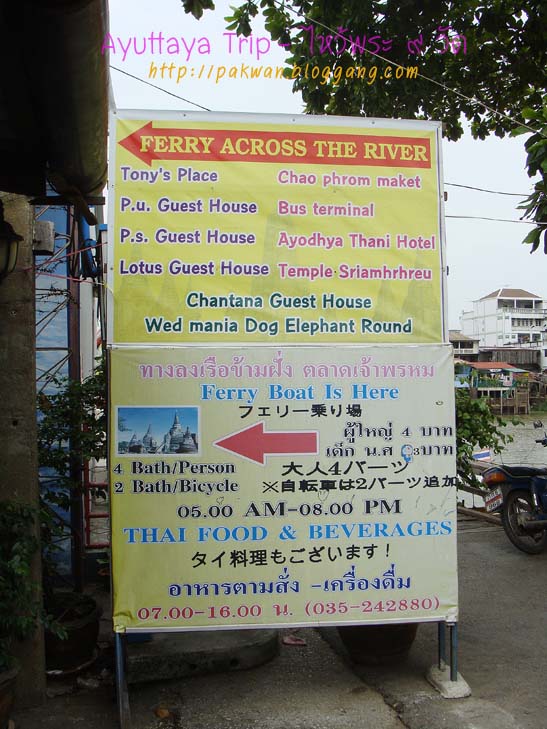 Ayuttaya Trip - ไหว้พระ ๙ วัด
http://pakwan.bloggang.com
FERRY ACROSS THE RIVER
Tony's Place Chao phrom maket
P.u. Guest House Bus terminal
P.s. Guest House Ayodhya Thani Hotel
Lotus Guest House Temple Sriamhrhreu
Chantana Guest House
Wed mania Dog Elephant Round
ทางลงเรือข้ามฝั่ง ตลาดเจ้าพรหม
Ferry Boat Is Here
フェリー乗り場
ผู้ใหญ่ 4 บาท
เด็ก น.ศ 3บาท
4 Bath/Person 大人4バーツ
2 Bath/Bicycle ※自転車は2バーツ追加
05.00 AM-08.00 PM
THAI FOOD & BEVERAGES
タイ料理もございます!
อาหารตามสั่ง -เครื่องดื่ม
07.00-16.00 น. (035-242880)